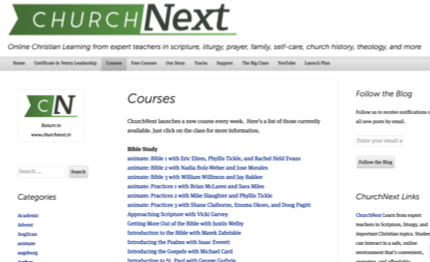 CHURCHNext
Online Christian Learning from expert teachers in scripture, liturgy, prayer, family, self-care, church history, theology, and more
Home Certificate in Vestry Leadership Courses Free Courses Our Story Tracks Support The Big Class YouTube Launch Plan
CN
Return to
www.churchnext.tv
Search ... Search
Categories
Academic
Advent
Anglican
animate
augsburg
Courses
ChurchNext launches a new course every week. Here's a list of those currently
available. Just click on the class for more information.
Bible Study
animate: Bible 1 with Eric Elnes, Phyllis Tickle, and Rachel Held Evans
animate: Bible 2 with Nadia Bolz-Weber and Jose Morales
animate: Bible 3 with William Willimon and Jay Bakker
animate: Practices 1 with Brian McLaren and Sara Miles
animate: Practices 2 with Mike Slaughter and Phyllis Tickle
animate: Practices 3 with Shane Claiborne, Enuma Okoro, and Doug Pagitt
Approaching Scripture with Vicki Garvey
Getting More Out of the Bible with Justin Welby
Introduction to the Bible with Marek Zabriskie
Introducing the Psalms with Isaac Everett
Introducing the Gospels with Michael Card
Introduction to St. Paul with George Guthrie
Follow the Blog
Follow us to receive notifications o
all new posts by email.
Enter your email a
Follow the Blog
ChurchNext Links
ChurchNext Learn from expert
teachers in Scripture, liturgy, and
important Christian topics. Studen
can interact in a safe, online
environment that's convenient,